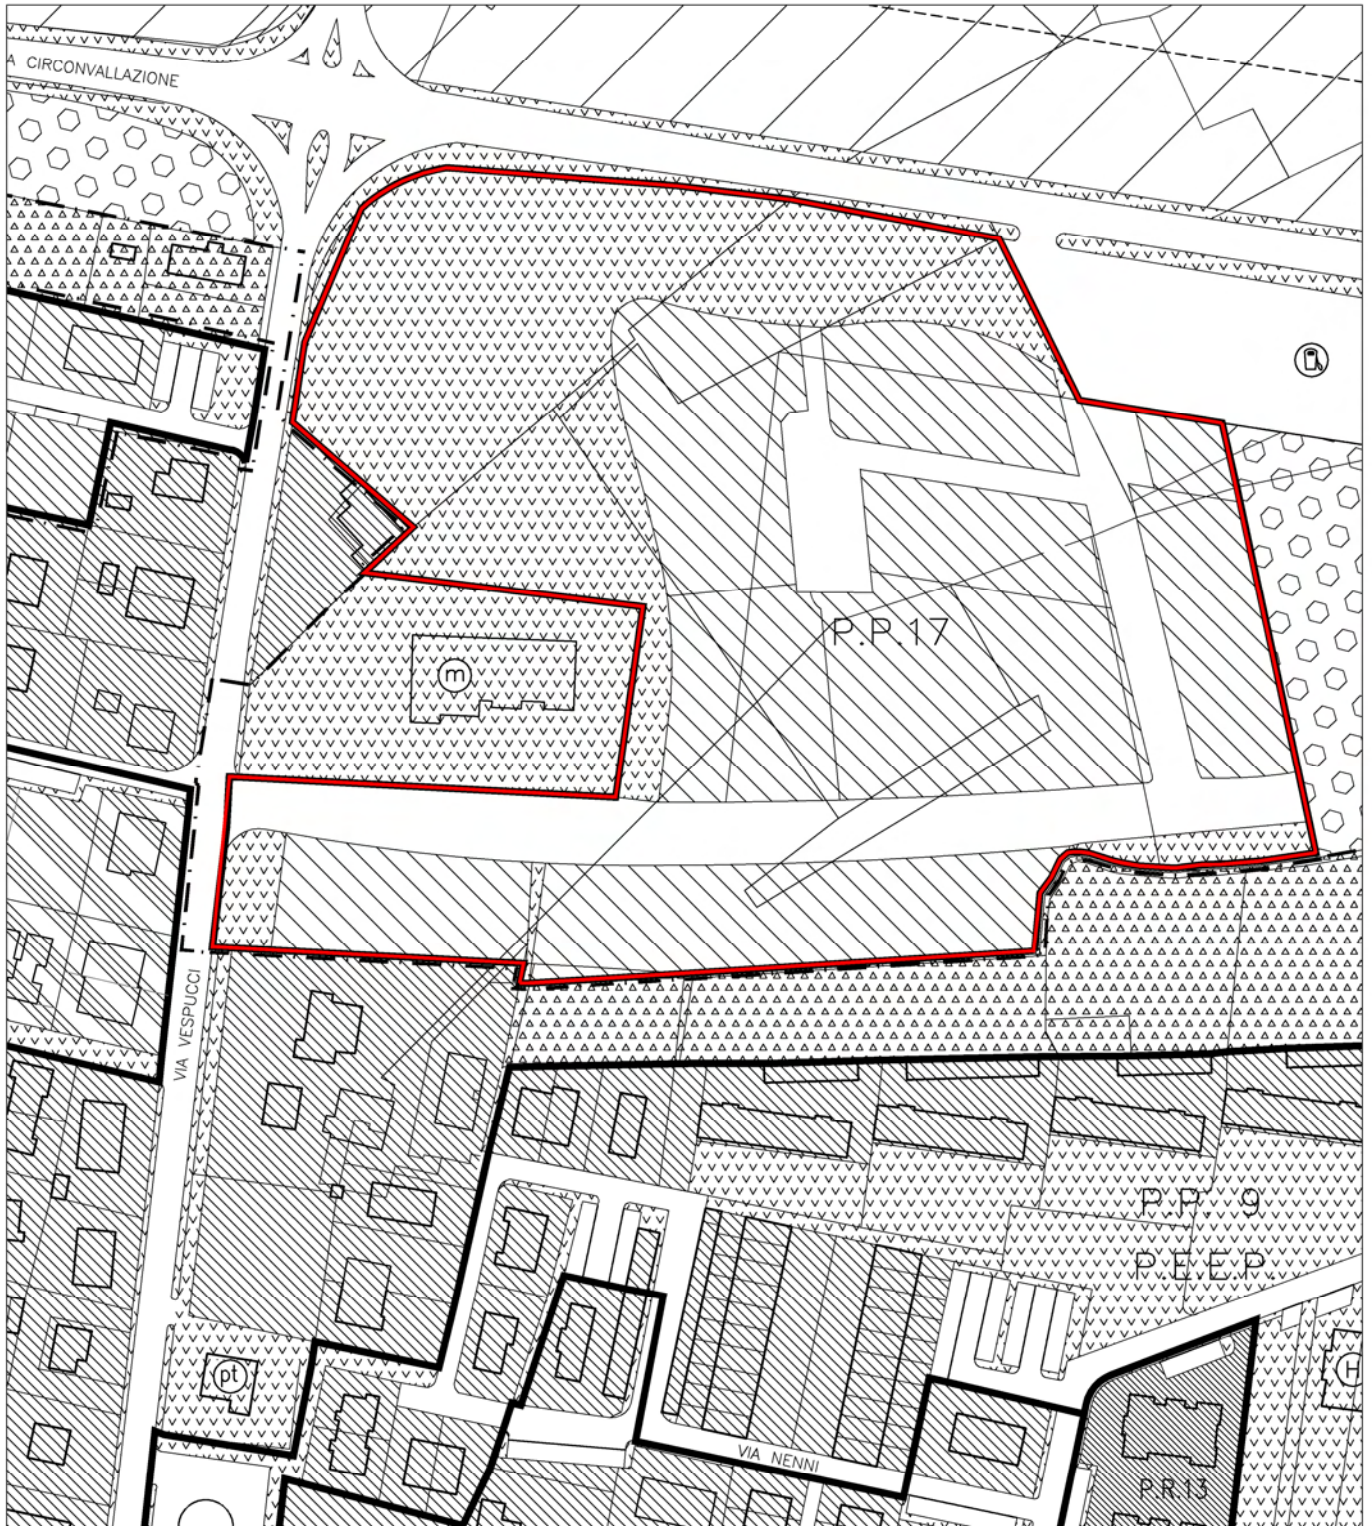 A CIRCONVALLAZIONE
P.P.17
m
VIA VESPUCCI
P.P. 9
P.E.E.P.
pt
H
VIA NENNI
P.R.13